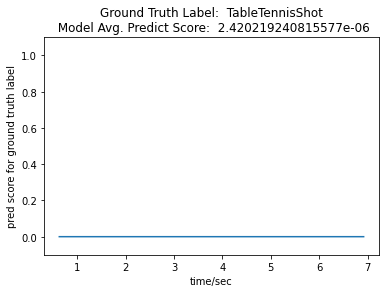 Ground Truth Label:  TableTennisShot
Model Avg. Predict Score:  2.420219240815577e-06
1.0
0.8
0.6
0.4
0.2
0.0
pred score for ground truth label
1 2 3 4 5 6 7
time/sec